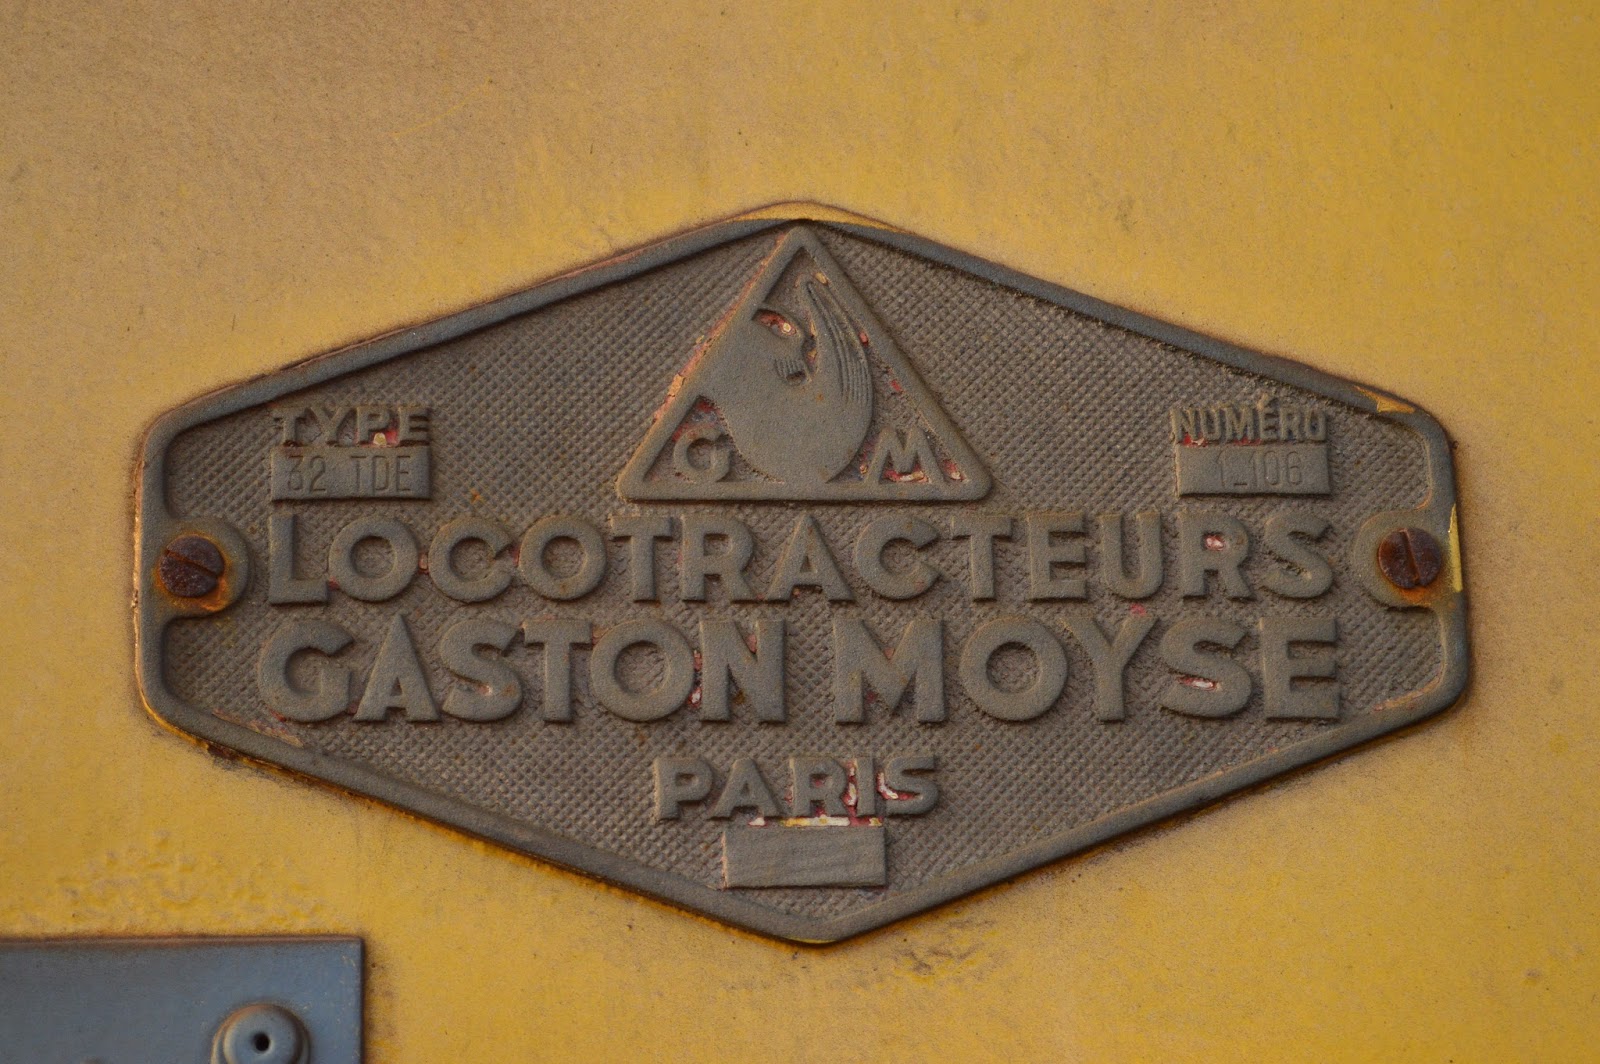 G M
TYPE
32 TDE
NUMÉRO
1_106
LOCOTRACTEURS
GASTON MOYSE
PARIS